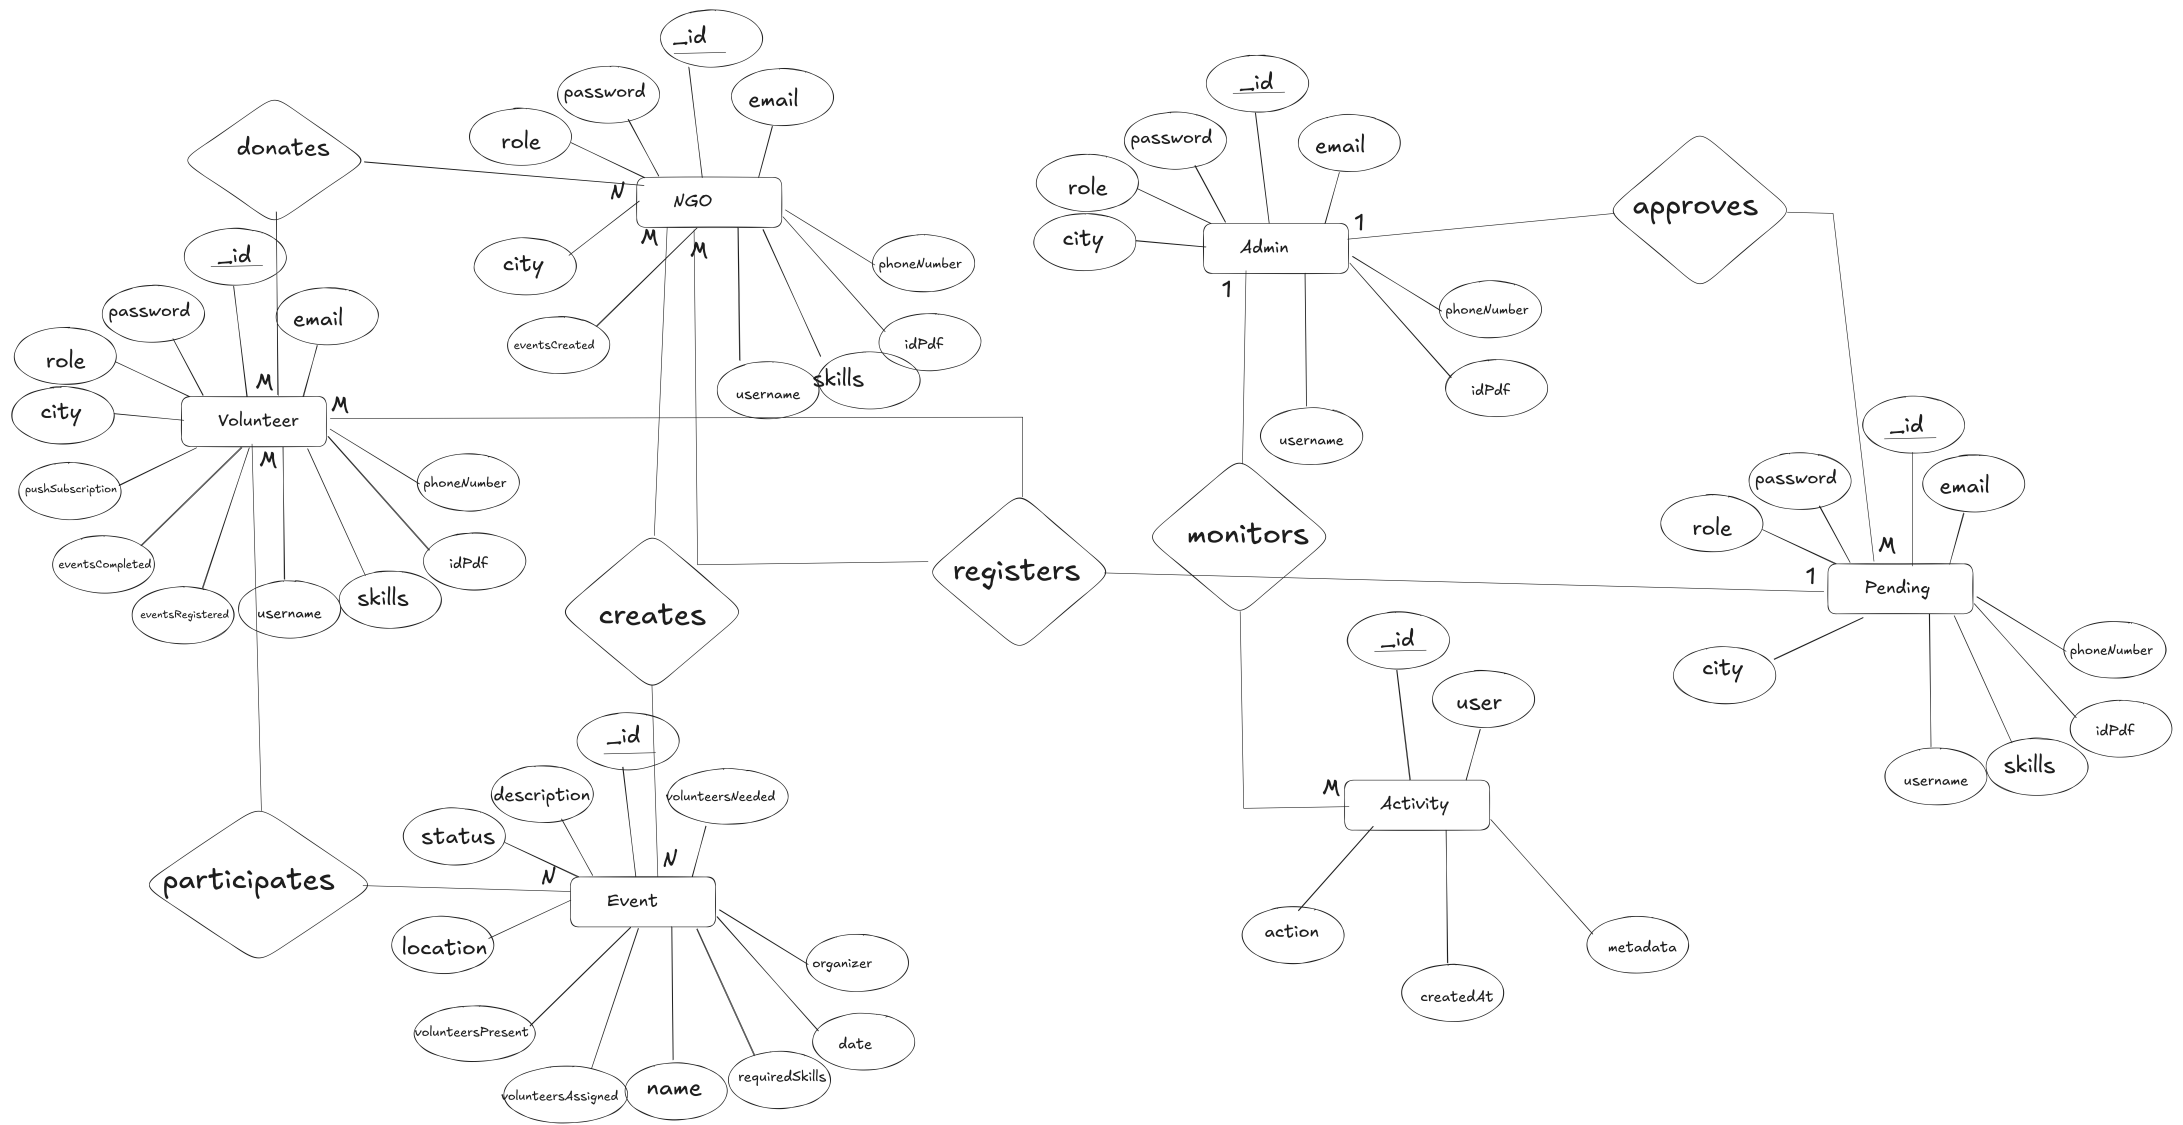 _id
password
email
role
donates
N
NGO
M
M
city
phoneNumber
eventsCreated
idPdf
username
skills
_id
password
email
role
city
M
M
Volunteer
M
pushSubscription
phoneNumber
eventsCompleted
idPdf
eventsRegistered
username
skills
_id
password
email
role
city
1
Admin
1
approves
phoneNumber
idPdf
username
monitors
registers
creates
_id
password
email
role
M
1
Pending
city
phoneNumber
idPdf
username
skills
_id
user
M
Activity
action
metadata
createdAt
participates
_id
description
volunteersNeeded
status
N
N
Event
location
organizer
volunteersPresent
date
volunteersAssigned
name
requiredSkills